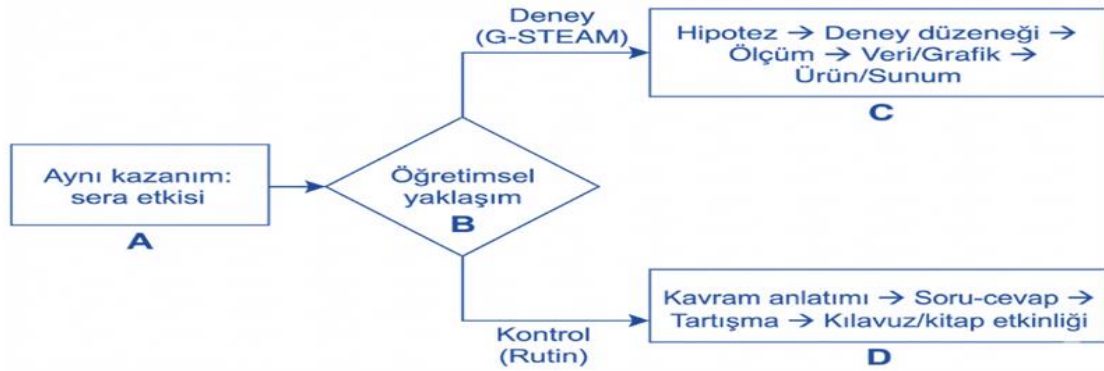 Aynı kazanım:
sera etkisi
A
Öğretimsel
yaklaşım
B
Deney
(G-STEAM)
Hipotez → Deney düzeneği →
Ölçüm → Veri/Grafik →
Ürün/Sunum
C
Kontrol
(Rutin)
Kavram anlatımı → Soru-cevap →
Tartışma → Kılavuz/kitap etkinliği
D